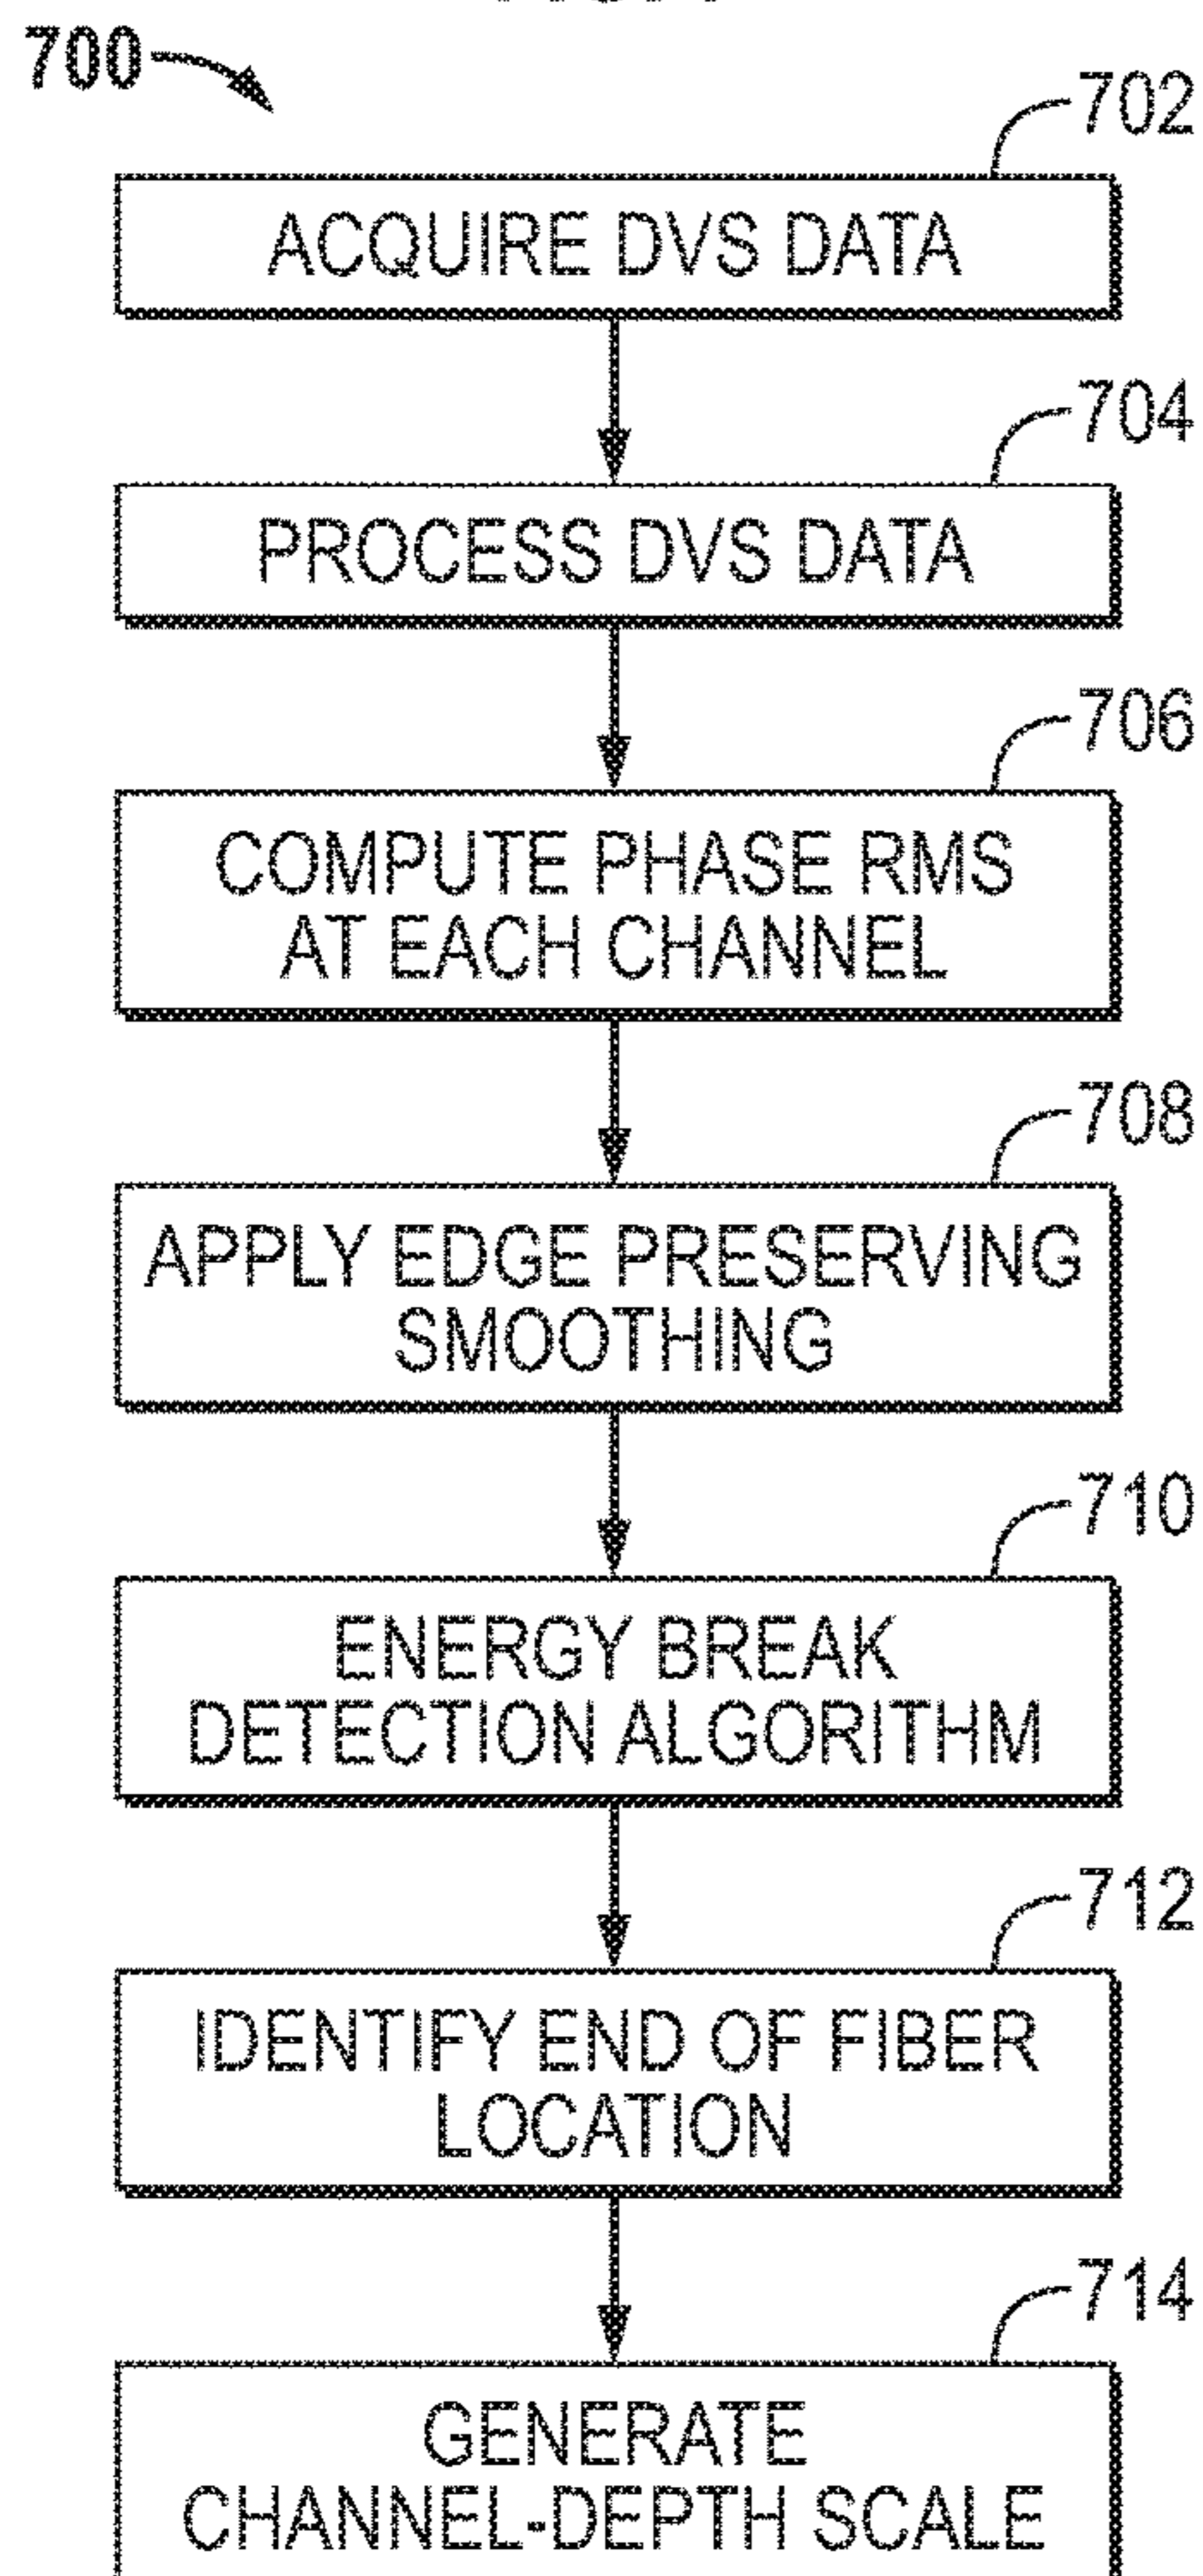 700
702
ACQUIRE DVS DATA
704
PROCESS DVS DATA
706
COMPUTE PHASE RMS
AT EACH CHANNEL
708
APPLY EDGE PRESERVING
SMOOTHING
710
ENERGY BREAK
DETECTION ALGORITHM
712
IDENTIFY END OF FIBER
LOCATION
714
GENERATE
CHANNEL-DEPTH SCALE